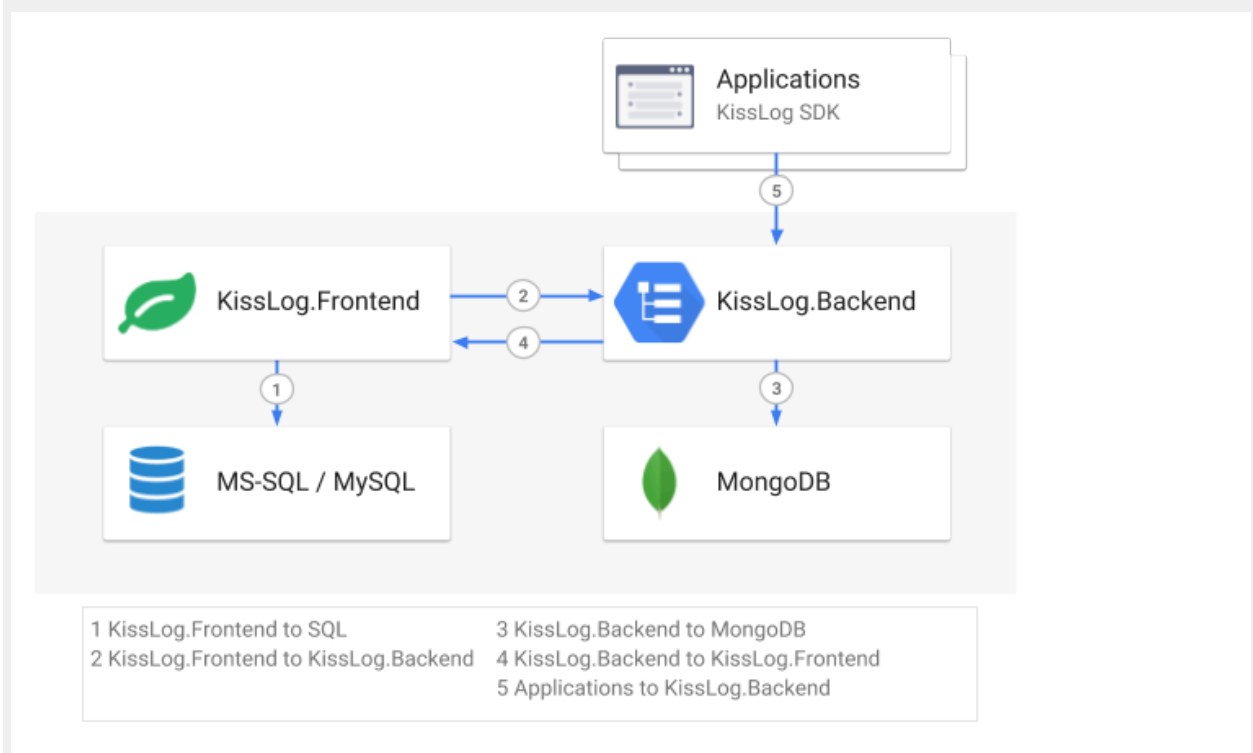 Applications
KissLog SDK
5
KissLog.Frontend
2
KissLog.Backend
4
1
3
MS-SQL / MySQL
MongoDB
1 KissLog.Frontend to SQL
2 KissLog.Frontend to KissLog.Backend
3 KissLog.Backend to MongoDB
4 KissLog.Backend to KissLog.Frontend
5 Applications to KissLog.Backend